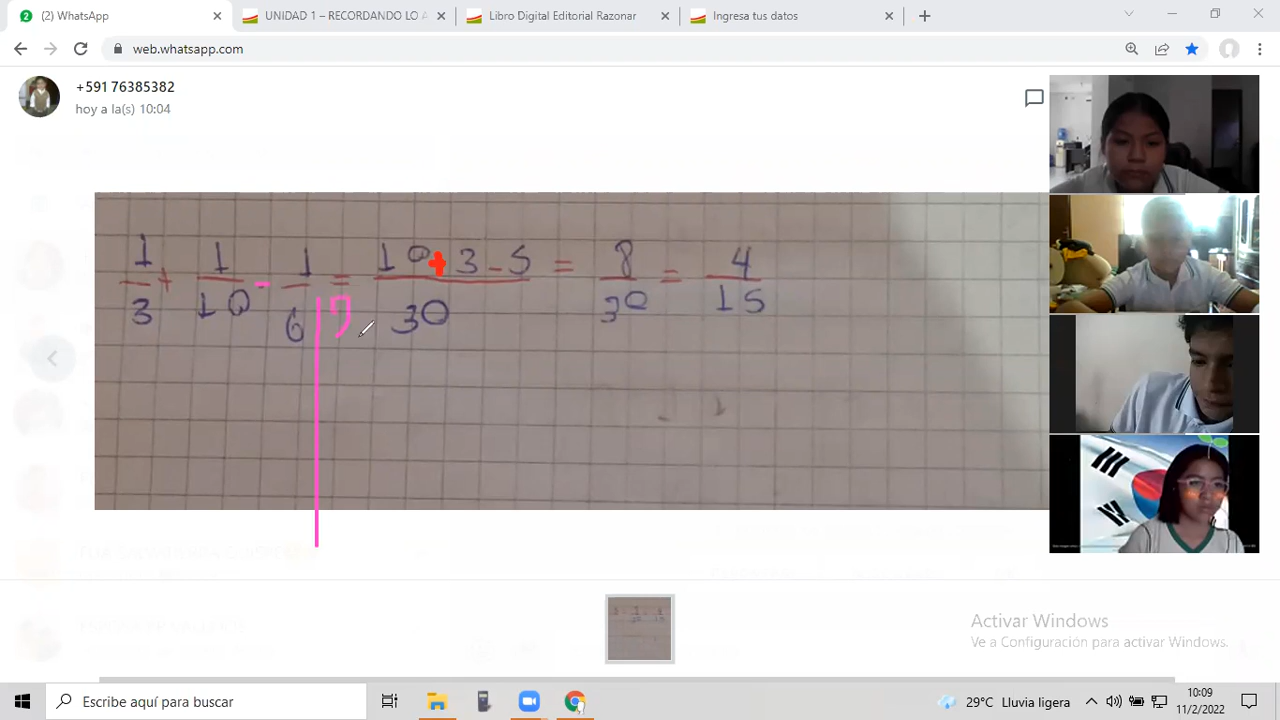 (2) WhatsApp
UNIDAD 1 – RECORDANDO LO A
Libro Digital Editorial Razonar
Ingresa tus datos
web.whatsapp.com
+591 76385382
hoy a la(s) 10:04
1/3 + 1/10 - 1/6 = 10+3-5/30 = 8/30 = 4/15
Activar Windows
Ve a Configuración para activar Windows.
Escribe aquí para buscar
29°C Lluvia ligera
10:09
11/2/2022